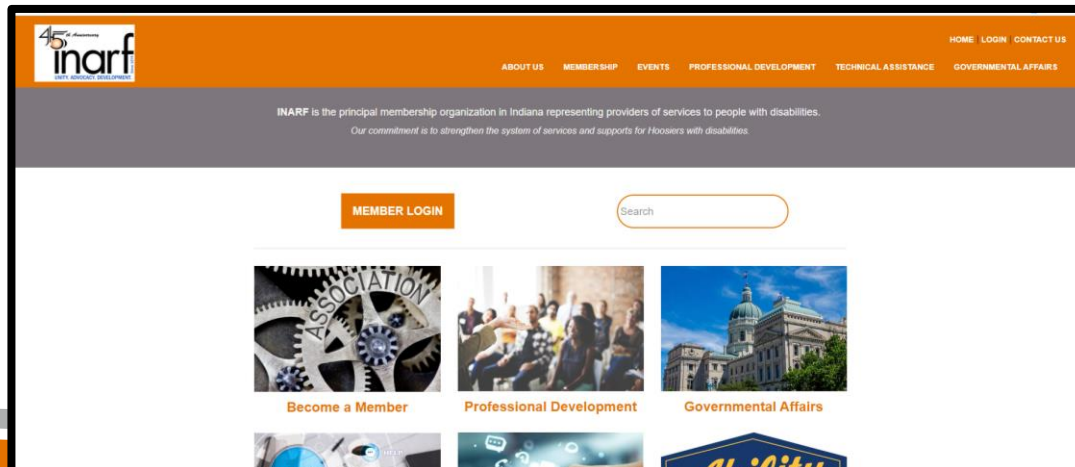 45th Anniversary
inarf
UNITY. ADVOCACY. DEVELOPMENT.
HOME | LOGIN | CONTACT US
ABOUT US MEMBERSHIP EVENTS PROFESSIONAL DEVELOPMENT TECHNICAL ASSISTANCE GOVERNMENTAL AFFAIRS
INARF is the principal membership organization in Indiana representing providers of services to people with disabilities.
Our commitment is to strengthen the system of services and supports for Hoosiers with disabilities.
MEMBER LOGIN
Search
ASSOCIATION
Become a Member
Professional Development
Governmental Affairs
HELP
Ability